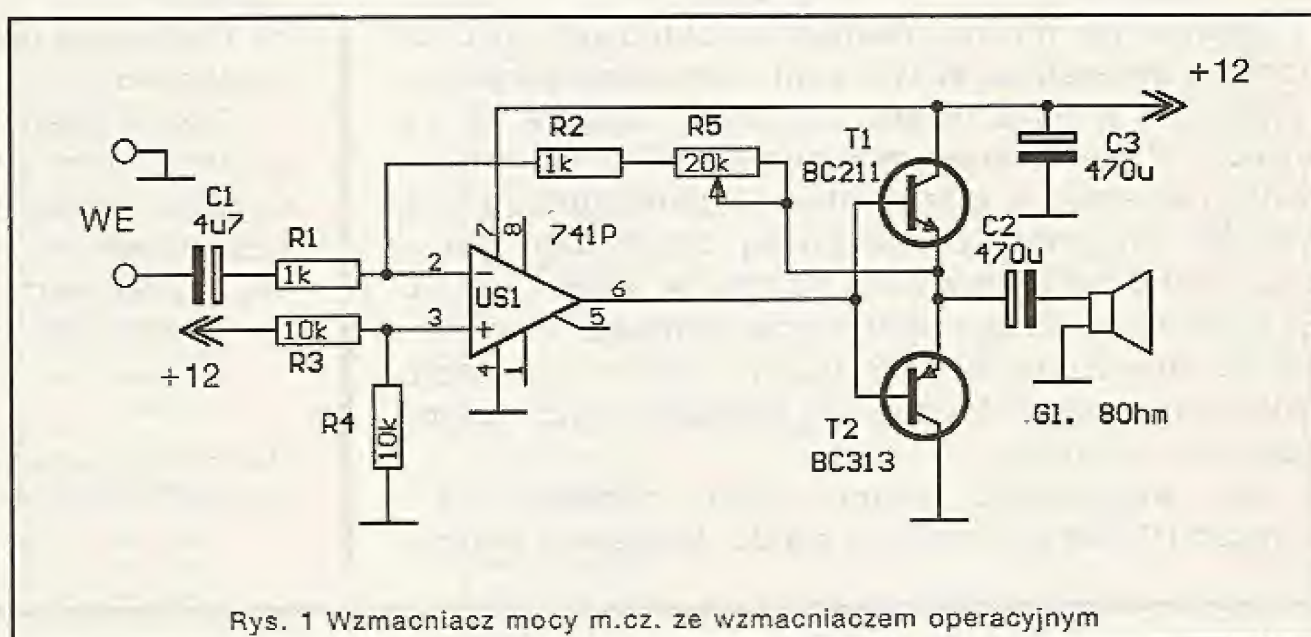 +12
R2
1k
R5
20k
T1
BC211
C3
470u
WE
C1
4u7
R1
1k
7
8
741P
2
-
US1
6
5
3
+
4
1
C2
470u
10k
R3
+12
R4
10k
T2
BC313
Gl. 8Ohm
Rys. 1 Wzmacniacz mocy m.cz. ze wzmacniaczem operacyjnym